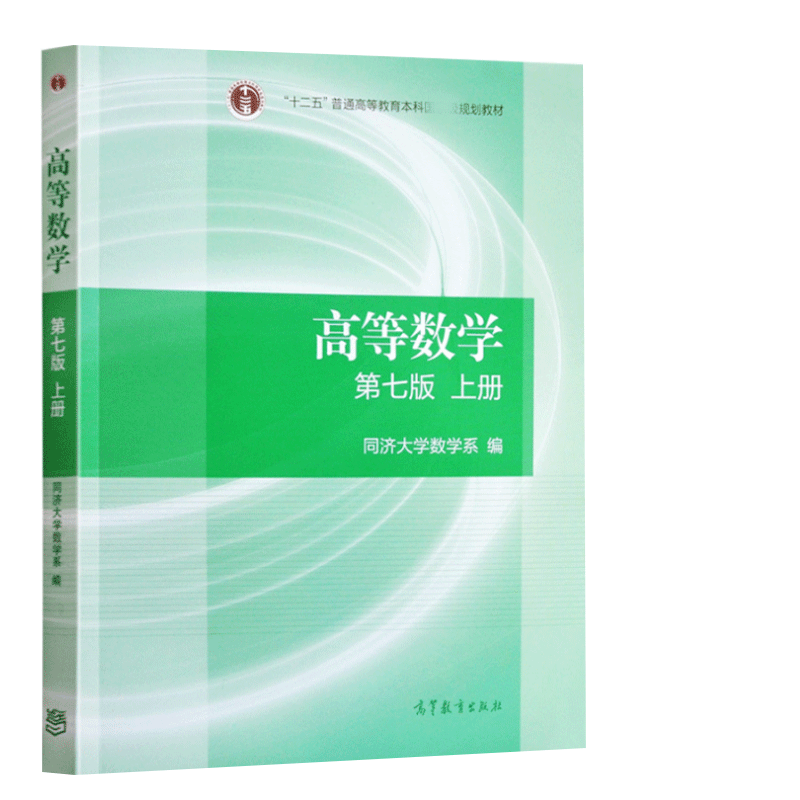 高等数学
第七版 上册
同济大学数学系 编
"十二五"普通高等教育本科国 规划教材
高等数学
第七版 上册
同济大学数学系 编
高等教育出版社